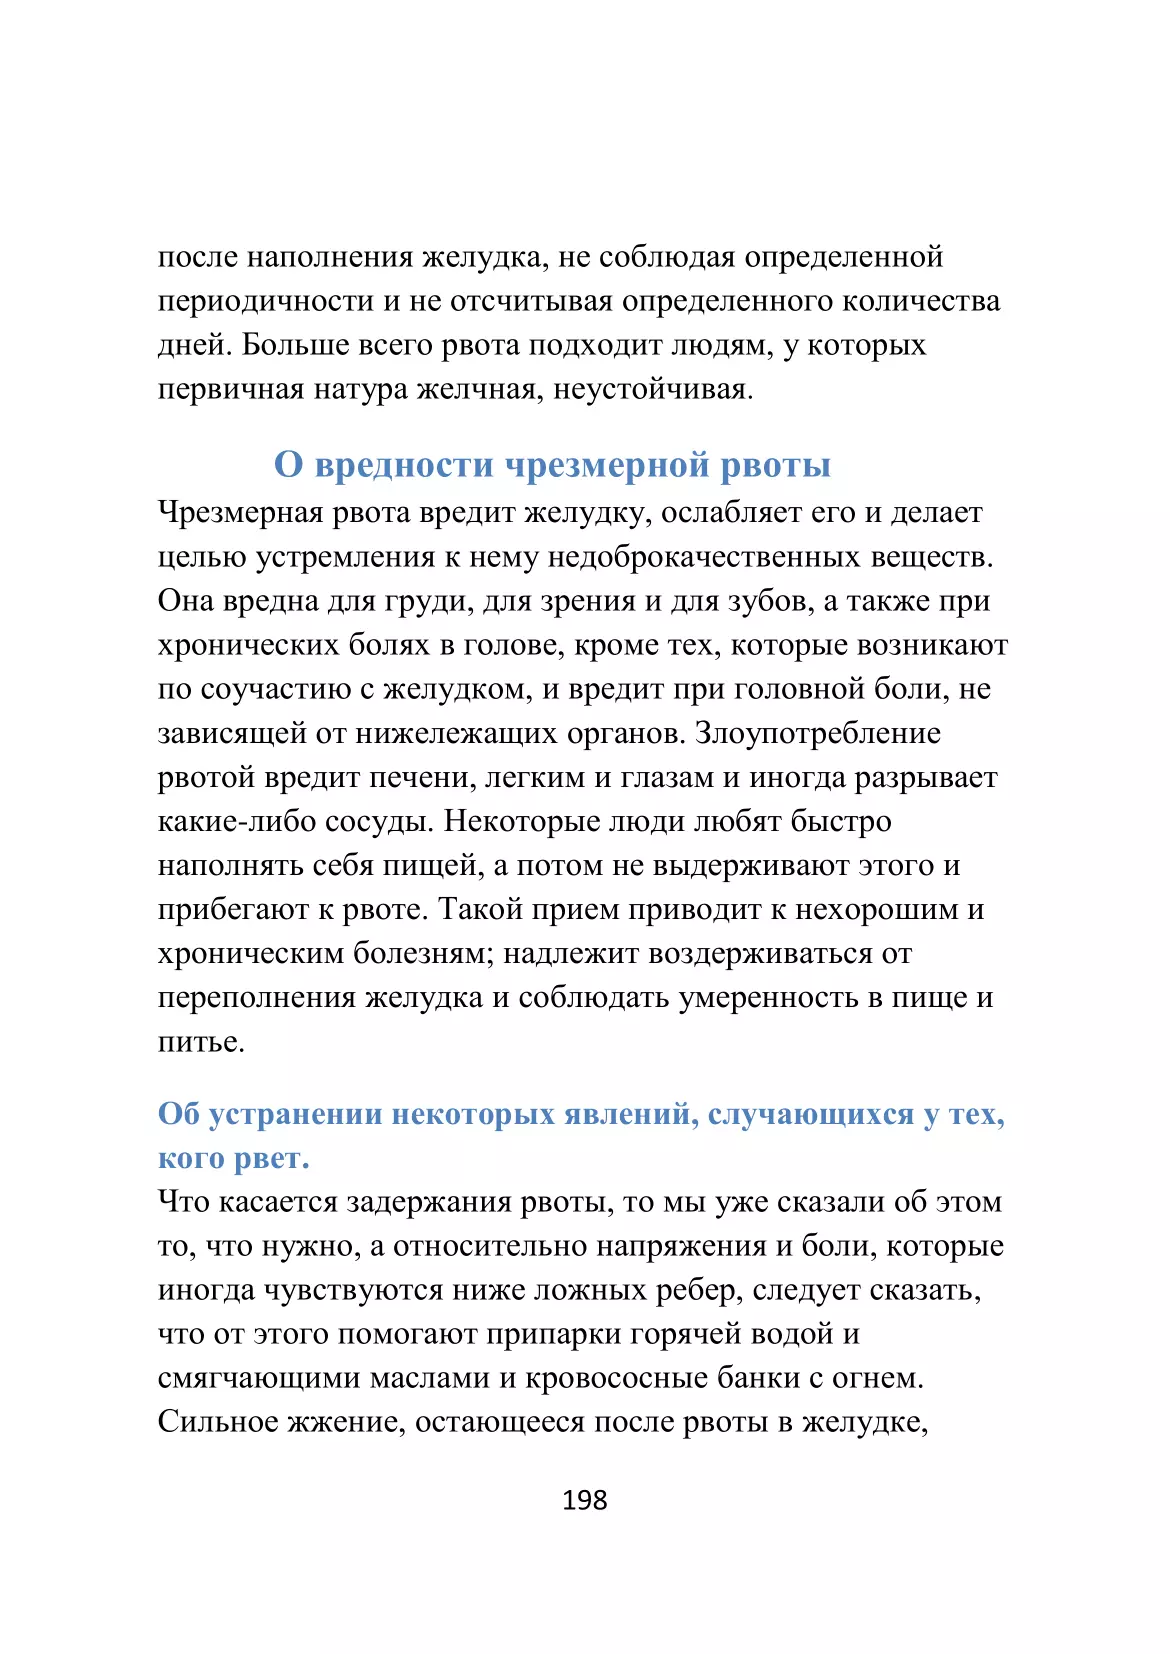 после наполнения желудка, не соблюдая определенной
периодичности и не отсчитывая определенного количества
дней. Больше всего рвота подходит людям, у которых
первичная натура желчная, неустойчивая.
О вредности чрезмерной рвоты
Чрезмерная рвота вредит желудку, ослабляет его и делает
целью устремления к нему недоброкачественных веществ.
Она вредна для груди, для зрения и для зубов, а также при
хронических болях в голове, кроме тех, которые возникают
по соучастию с желудком, и вредит при головной боли, не
зависящей от нижележащих органов. Злоупотребление
рвотой вредит печени, легким и глазам и иногда разрывает
какие-либо сосуды. Некоторые люди любят быстро
наполнять себя пищей, а потом не выдерживают этого и
прибегают к рвоте. Такой прием приводит к нехорошим и
хроническим болезням; надлежит воздерживаться от
переполнения желудка и соблюдать умеренность в пище и
питье.
Об устранении некоторых явлений, случающихся у тех,
кого рвет.
Что касается задержания рвоты, то мы уже сказали об этом
то, что нужно, а относительно напряжения и боли, которые
иногда чувствуются ниже ложных ребер, следует сказать,
что от этого помогают припарки горячей водой и
смягчающими маслами и кровососные банки с огнем.
Сильное жжение, остающееся после рвоты в желудке,
198